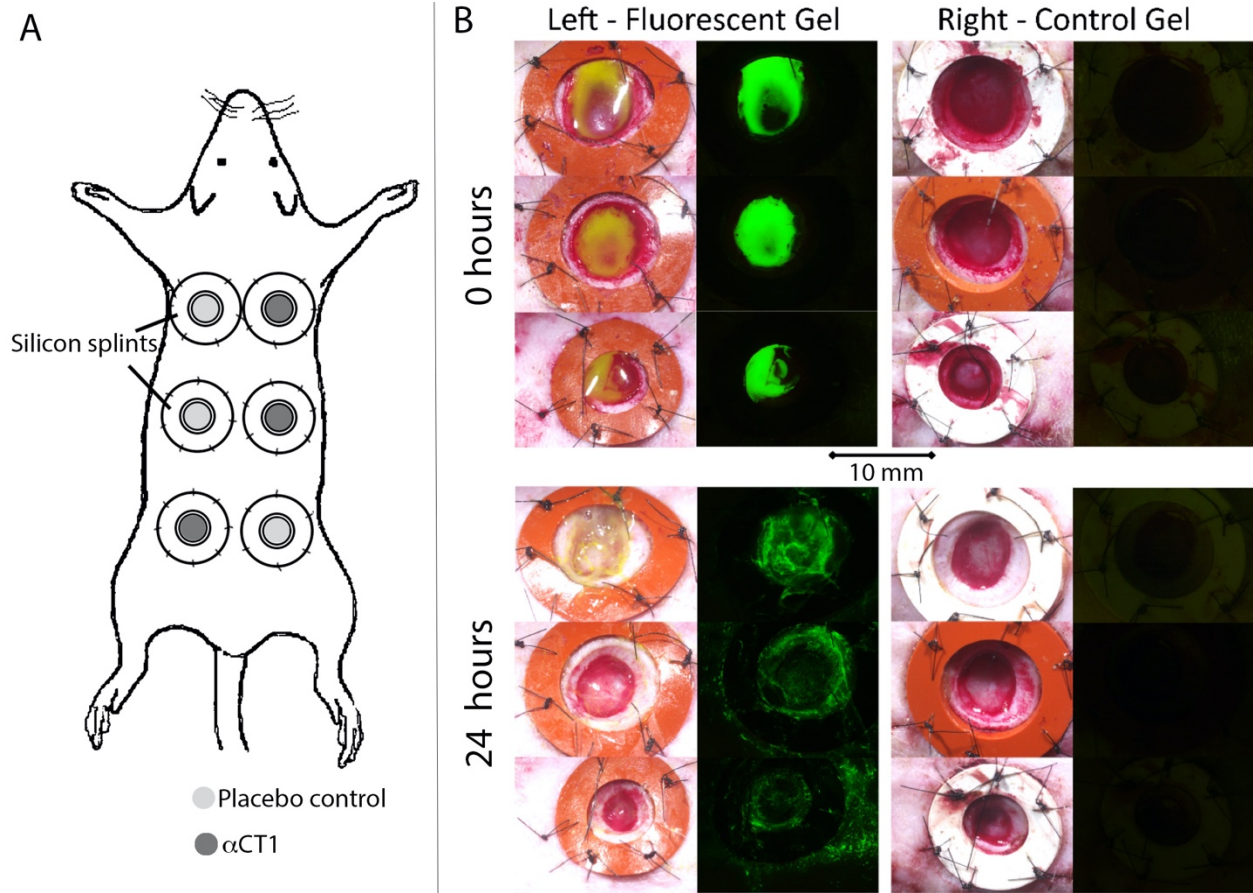 A
Silicon splints
Placebo control
αCT1
B
Left - Fluorescent Gel
Right - Control Gel
0 hours
10 mm
24 hours